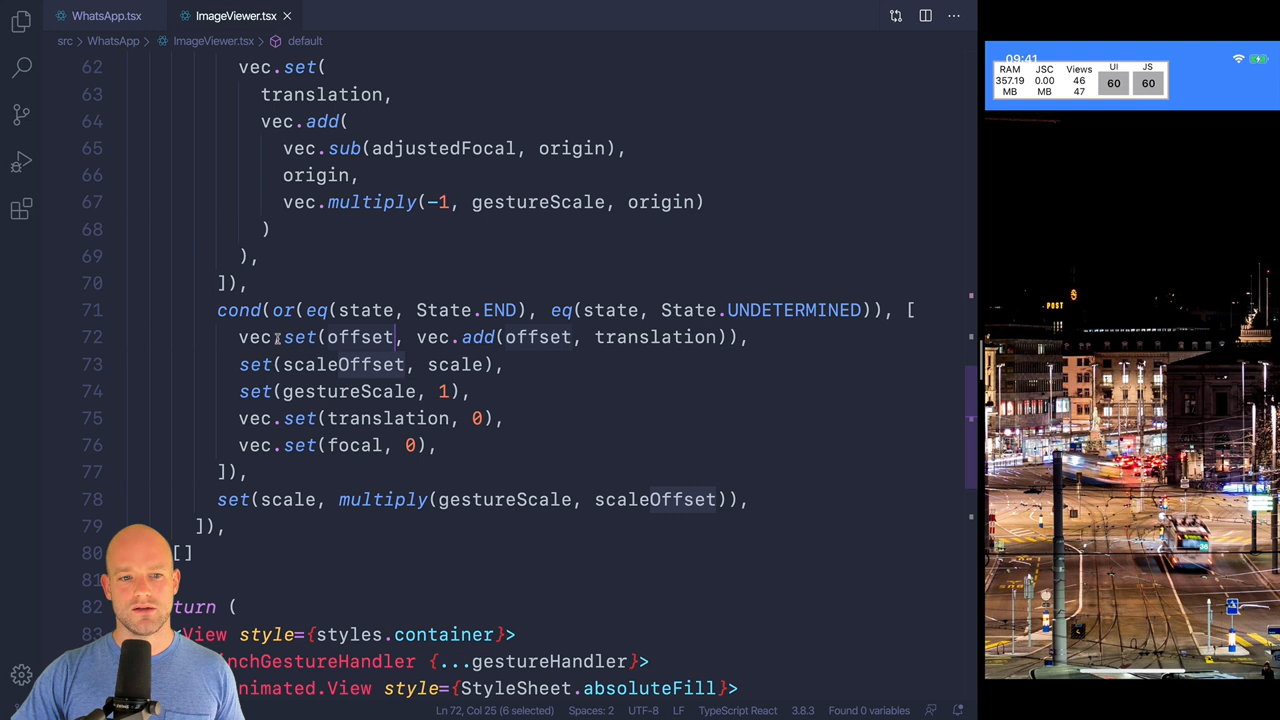 WhatsApp.tsx
ImageViewer.tsx
src > WhatsApp > ImageViewer.tsx > default
62 vec.set(
63 translation,
64 vec.add(
65 vec.sub(adjustedFocal, origin),
66 origin,
67 vec.multiply(-1, gestureScale, origin)
68 )
69 ),
70 ]),
71 cond(or(eq(state, State.END), eq(state, State.UNDETERMINED)), [
72 vec.set(offset, vec.add(offset, translation)),
73 set(scaleOffset, scale),
74 set(gestureScale, 1),
75 vec.set(translation, 0),
76 vec.set(focal, 0),
77 ]),
78 set(scale, multiply(gestureScale, scaleOffset)),
79 ]),
80 []
81
82 turn (
83 View style={styles.container}>
inchGestureHandler {...gestureHandler}>
nimated.View style={StyleSheet.absoluteFill}>
Ln 72, Col 25 (6 selected) Spaces: 2 UTF-8 LF TypeScript React 3.8.3 Found 0 variables
09:41
RAM JSC Views UI JS
357.19 0.00 46 60 60
MB MB 47
POST